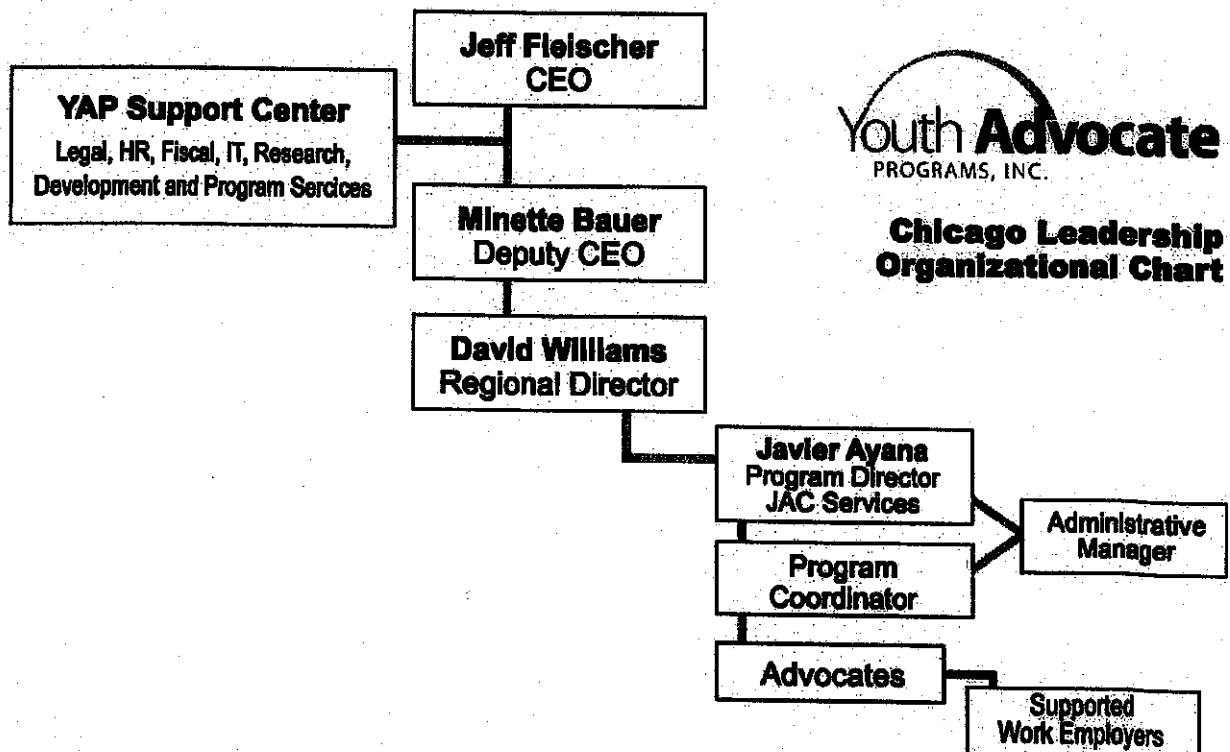 Jeff Fleischer
CEO
YAP Support Center
Legal, HR, Fiscal, IT, Research,
Development and Program Sercices
Youth Advocate
PROGRAMS, INC.
Chicago Leadership
Organizational Chart
Minette Bauer
Deputy CEO
David Williams
Regional Director
Javier Ayana
Program Director
JAC Services
Administrative
Manager
Program
Coordinator
Advocates
Supported
Work Employers